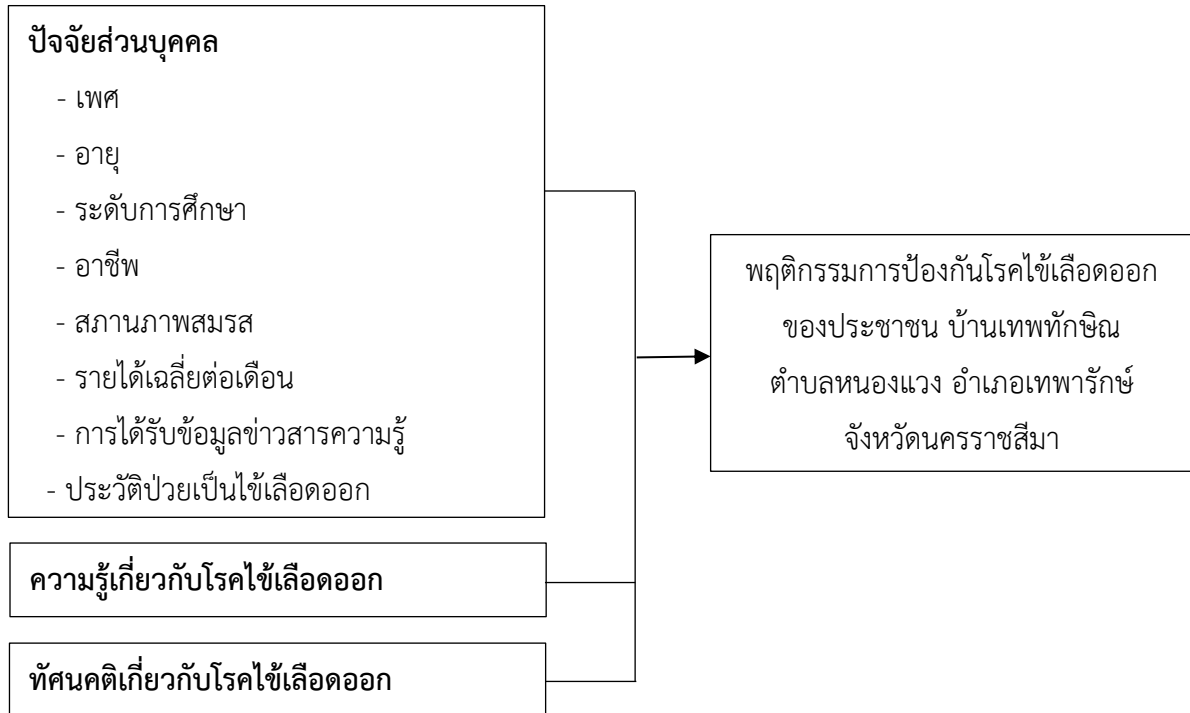 ปัจจัยส่วนบุคคล
- เพศ
- อายุ
- ระดับการศึกษา
- อาชีพ
- สภานภาพสมรส
- รายได้เฉลี่ยต่อเดือน
- การได้รับข้อมูลข่าวสารความรู้
- ประวัติป่วยเป็นไข้เลือดออก
ความรู้เกี่ยวกับโรคไข้เลือดออก
ทัศนคติเกี่ยวกับโรคไข้เลือดออก
พฤติกรรมการป้องกันโรคไข้เลือดออก
ของประชาชน บ้านเทพทักษิณ
ตำบลหนองแวง อำเภอเทพารักษ์
จังหวัดนครราชสีมา